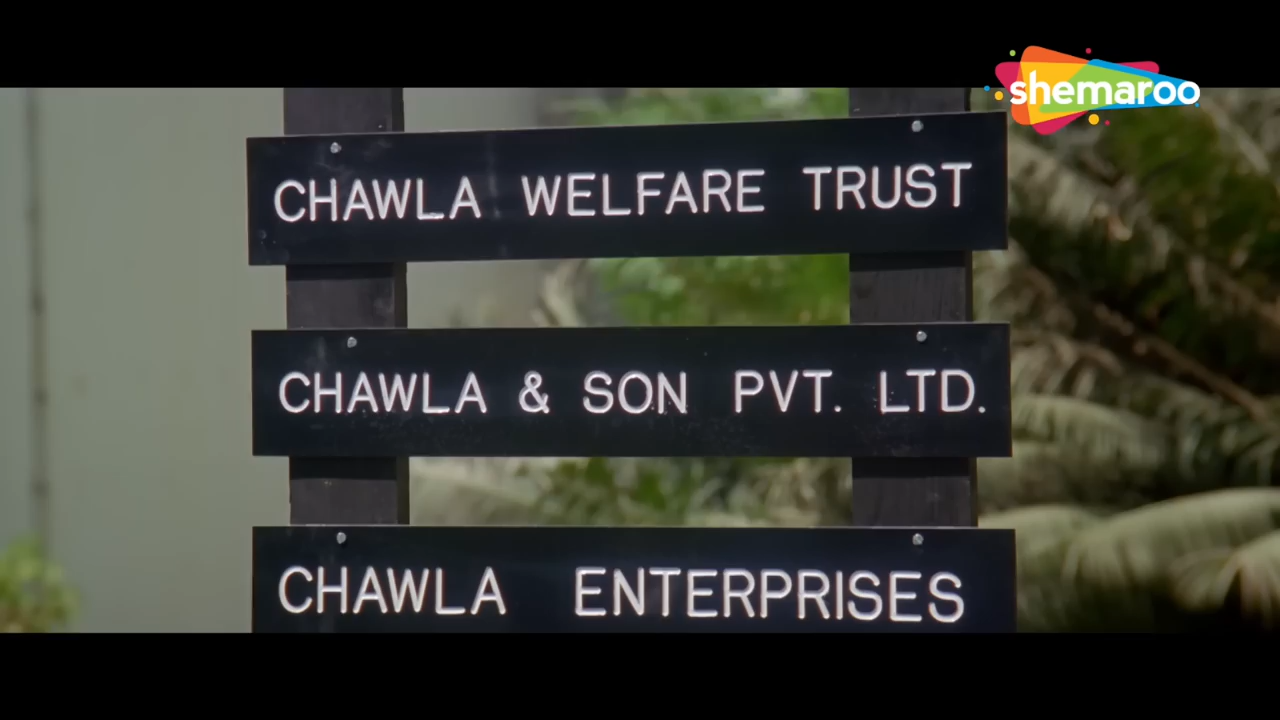 shemaroo
CHAWLA WELFARE TRUST
CHAWLA & SON PVT. LTD.
CHAWLA ENTERPRISES